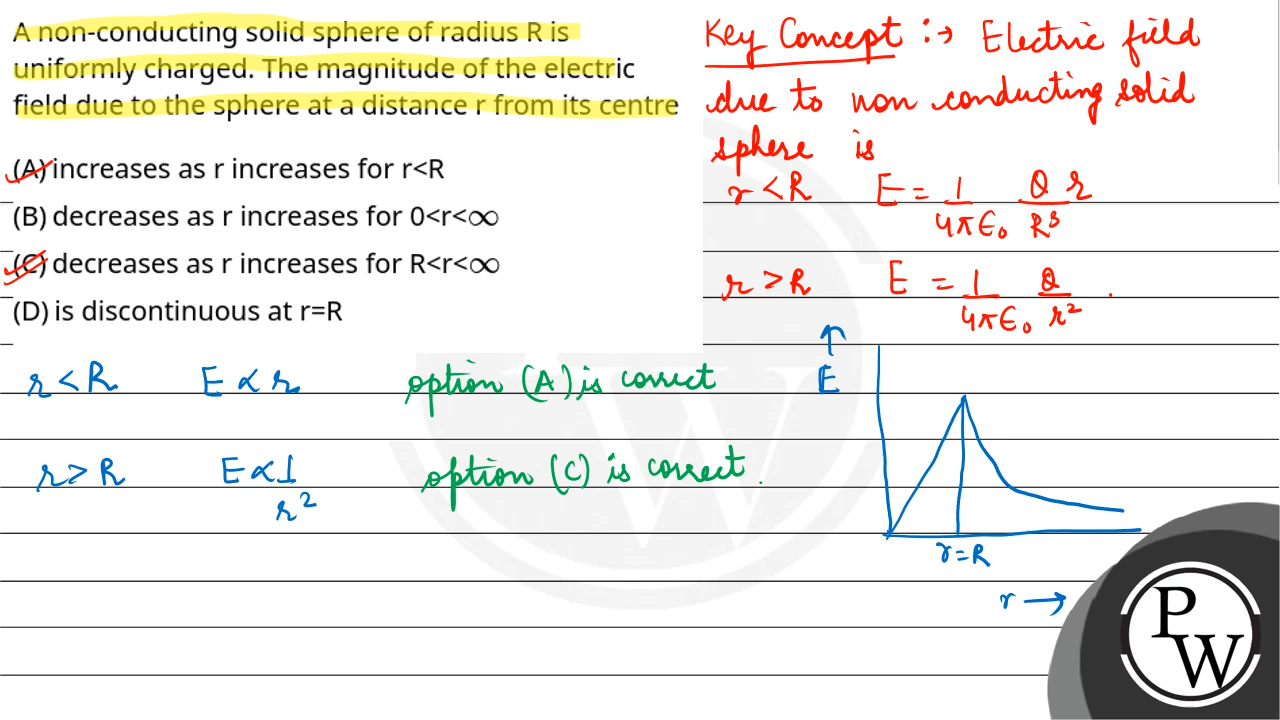 A non-conducting solid sphere of radius R is
uniformly charged. The magnitude of the electric
field due to the sphere at a distance r from its centre
(A) increases as r increases for r<R
(B) decreases as r increases for 0<r<∞
(C) decreases as r increases for R<r<∞
(D) is discontinuous at r=R
Key Concept :→ Electric field
due to non conducting solid
sphere is
r < R E = 1/4πϵ₀ Q/R³ r
r > R E = 1/4πϵ₀ Q/r² .
r < R E ∝ r option (A) is correct
r > R E ∝ 1/r² option (C) is correct.
↑
E
r=R
r →
P
W